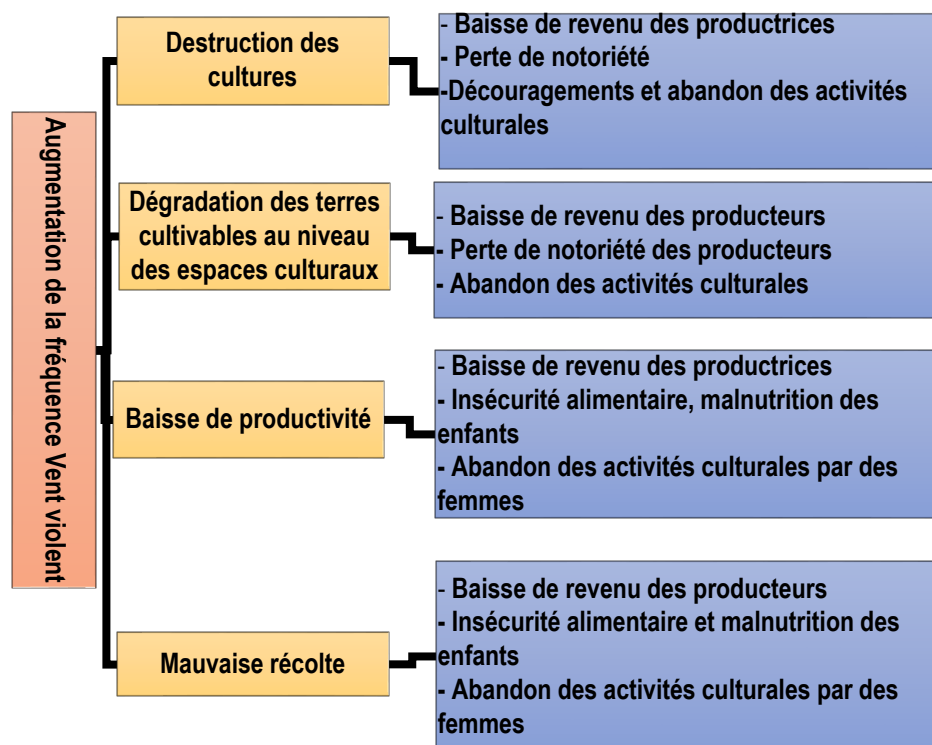 Augmentation de la fréquence Vent violent
Destruction des
cultures
- Baisse de revenu des productrices
- Perte de notoriété
-Découragements et abandon des activités
culturales
Dégradation des terres
cultivables au niveau
des espaces culturaux
- Baisse de revenu des producteurs
- Perte de notoriété des producteurs
- Abandon des activités culturales
Baisse de productivité
- Baisse de revenu des productrices
- Insécurité alimentaire, malnutrition des
enfants
- Abandon des activités culturales par des
femmes
Mauvaise récolte
- Baisse de revenu des producteurs
- Insécurité alimentaire et malnutrition des
enfants
- Abandon des activités culturales par des
femmes